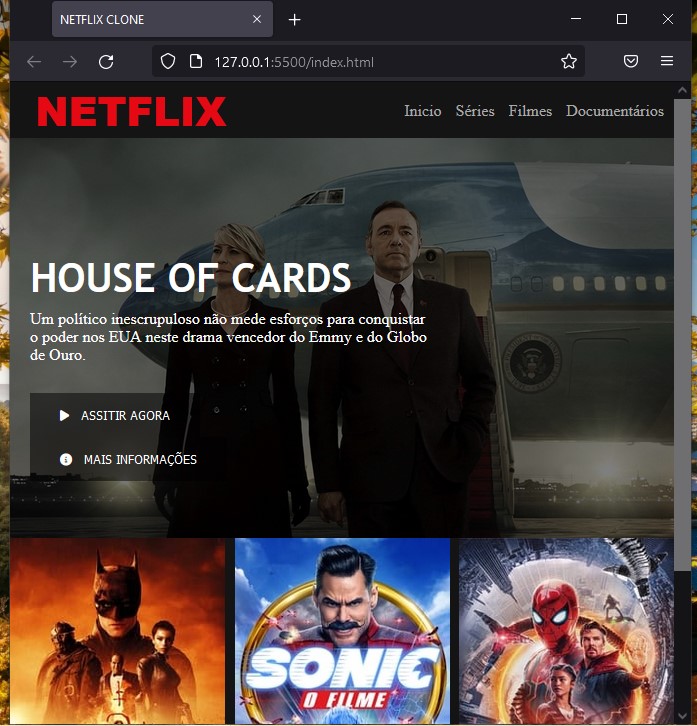 NETFLIX CLONE
127.0.0.1:5500/index.html
NETFLIX
Inicio Séries Filmes Documentários
HOUSE OF CARDS
Um político inescrupuloso não mede esforços para conquistar
o poder nos EUA neste drama vencedor do Emmy e do Globo
de Ouro.
ASSITIR AGORA
MAIS INFORMAÇÕES
SONIC
O FILME